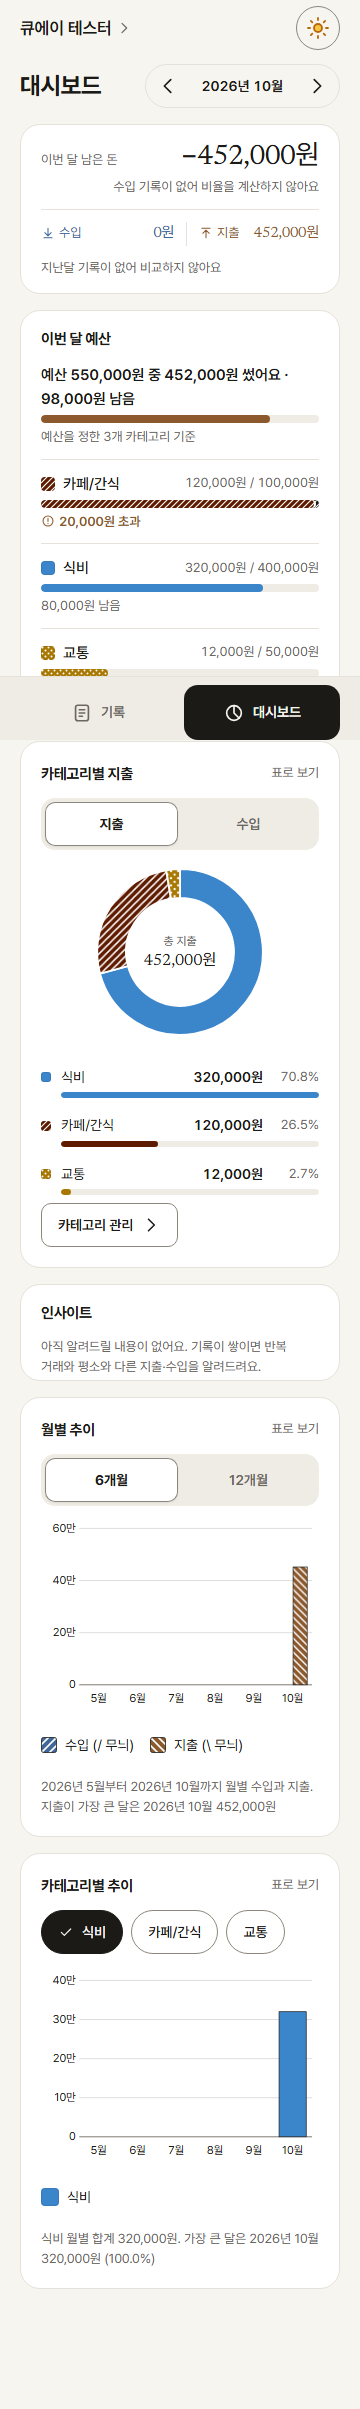 큐에이 테스터
대시보드
2026년 10월
이번 달 남은 돈
−452,000원
수입 기록이 없어 비율을 계산하지 않아요
수입 0원
지출 452,000원
지난달 기록이 없어 비교하지 않아요
이번 달 예산
예산 550,000원 중 452,000원 썼어요 ·
98,000원 남음
예산을 정한 3개 카테고리 기준
카페/간식 120,000원 / 100,000원
20,000원 초과
식비 320,000원 / 400,000원
80,000원 남음
교통 12,000원 / 50,000원
기록
대시보드
카테고리별 지출 표로 보기
지출 수입
총 지출
452,000원
식비 320,000원 70.8%
카페/간식 120,000원 26.5%
교통 12,000원 2.7%
카테고리 관리
인사이트
아직 알려드릴 내용이 없어요. 기록이 쌓이면 반복
거래와 평소와 다른 지출·수입을 알려드려요.
월별 추이 표로 보기
6개월 12개월
60만
40만
20만
0
5월 6월 7월 8월 9월 10월
수입 (/ 무늬) 지출 (\ 무늬)
2026년 5월부터 2026년 10월까지 월별 수입과 지출.
지출이 가장 큰 달은 2026년 10월 452,000원
카테고리별 추이 표로 보기
식비 카페/간식 교통
40만
30만
20만
10만
0
5월 6월 7월 8월 9월 10월
식비
식비 월별 합계 320,000원. 가장 큰 달은 2026년 10월
320,000원 (100.0%)